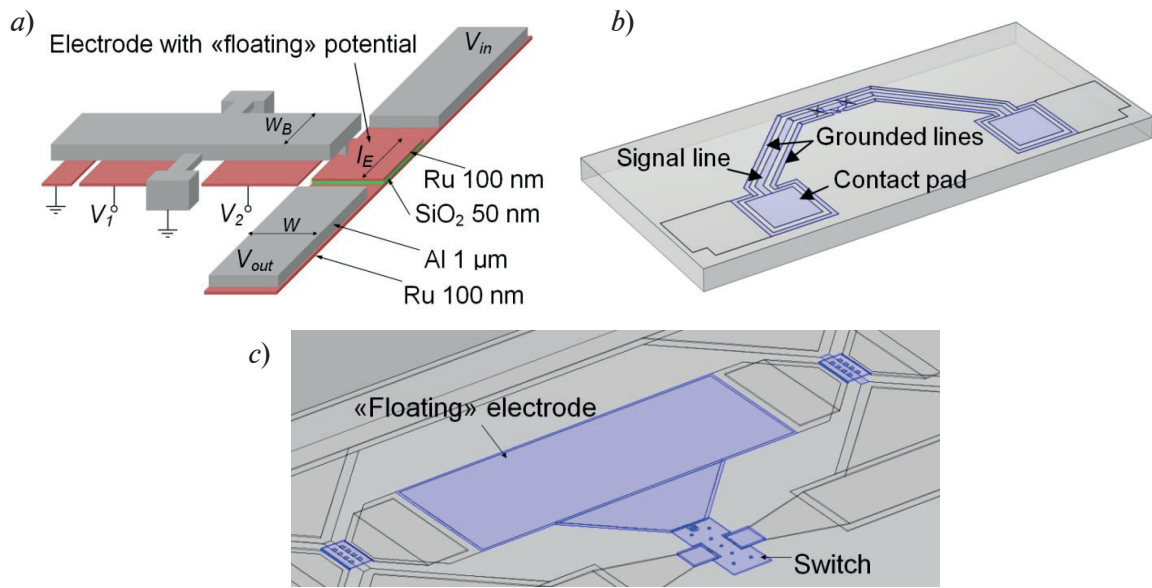 a)
Electrode with «floating» potential
V_in
W_B
l_E
Ru 100 nm
SiO₂ 50 nm
V_1
V_2
W
V_out
Al 1 µm
Ru 100 nm
b)
Grounded lines
Signal line
Contact pad
c)
«Floating» electrode
Switch